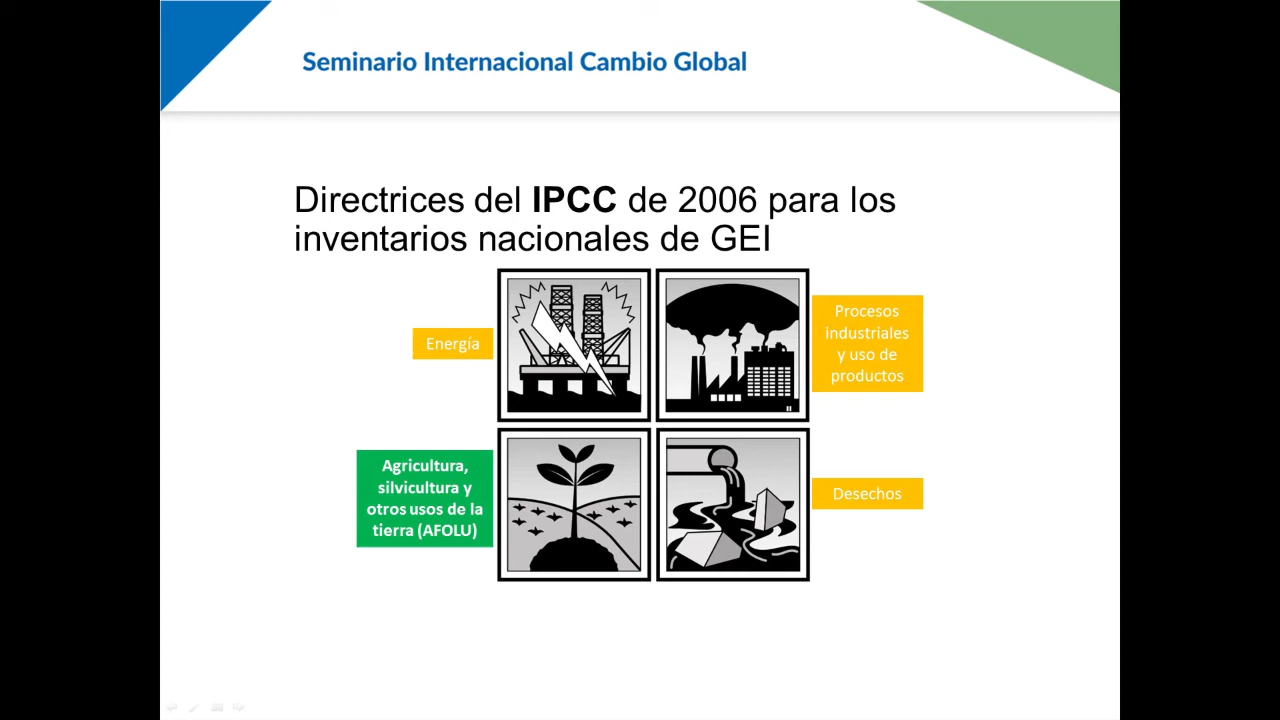 Seminario Internacional Cambio Global
Directrices del IPCC de 2006 para los
inventarios nacionales de GEI
Energía
Procesos
industriales
y uso de
productos
Agricultura,
silvicultura y
otros usos de la
tierra (AFOLU)
Desechos